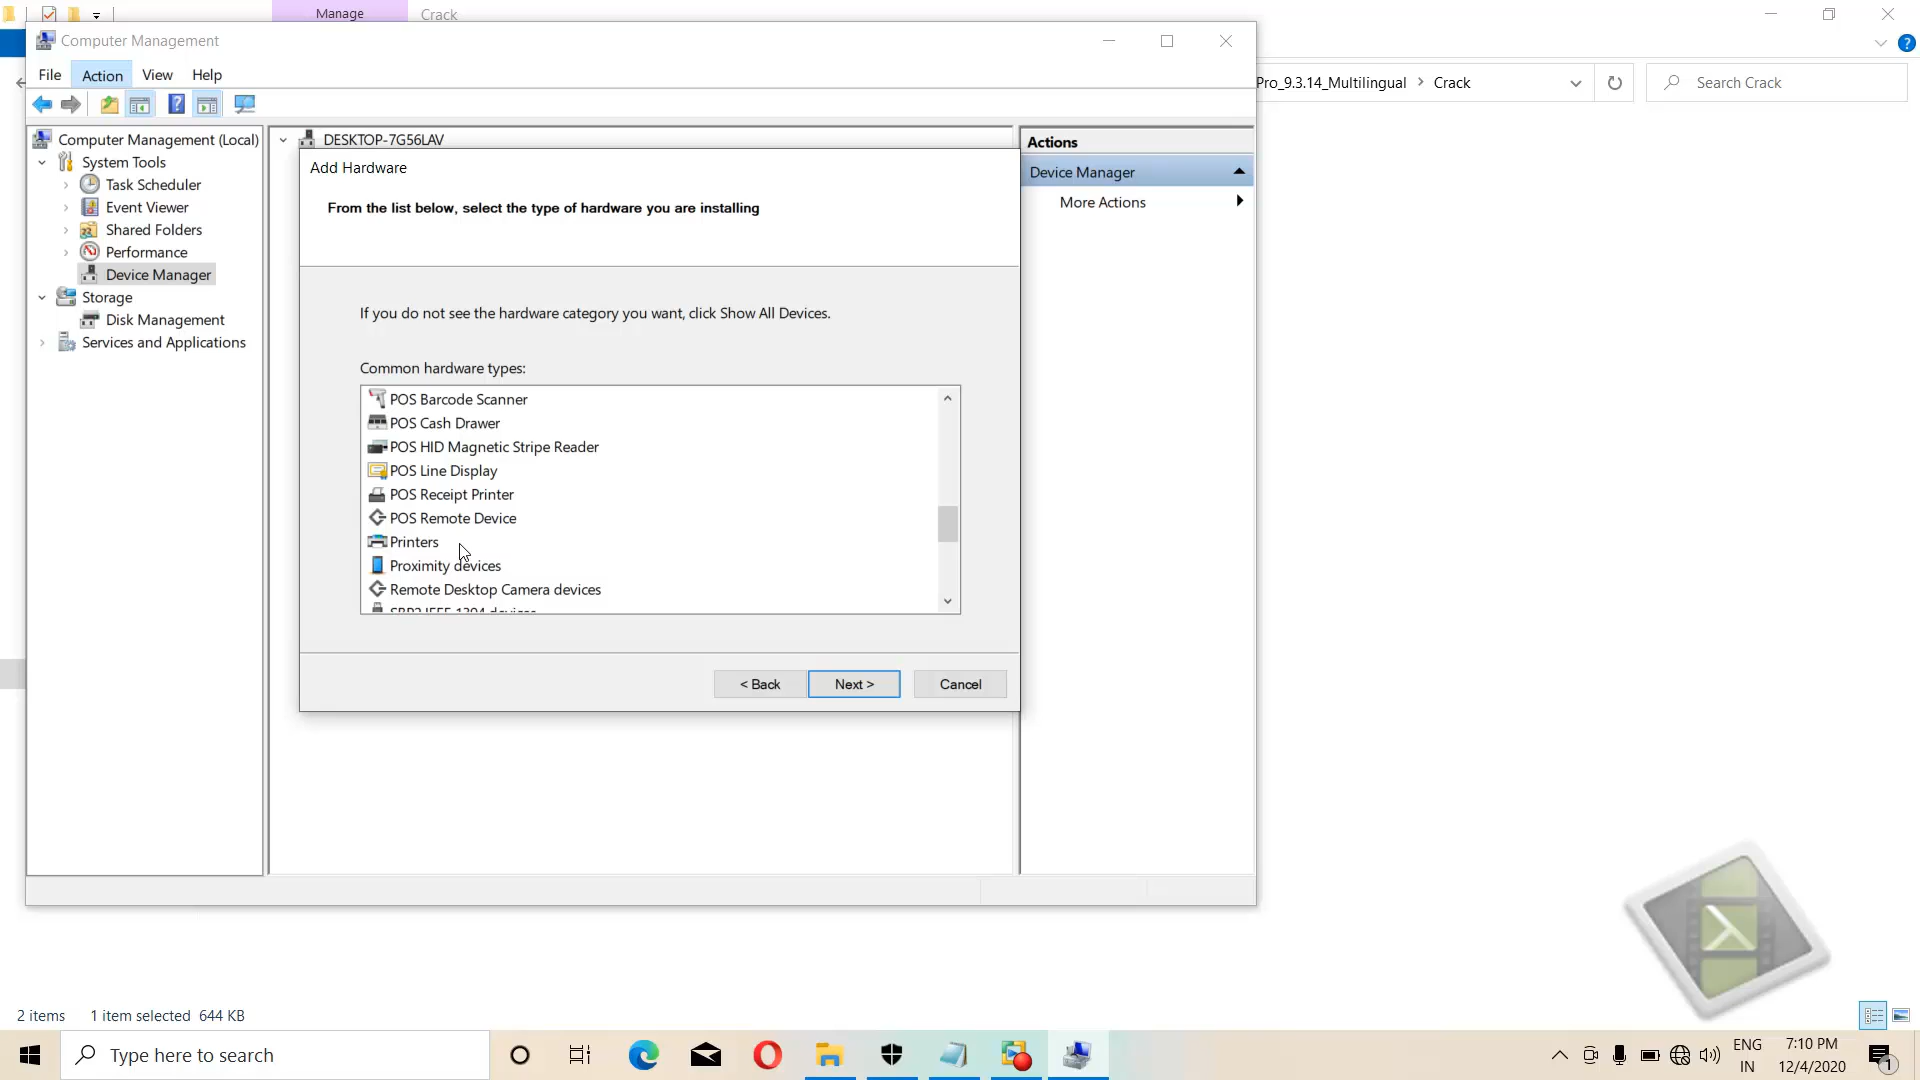 Manage
Crack
Computer Management
File Action View Help
Pro_9.3.14_Multilingual > Crack
Search Crack
Computer Management (Local)
System Tools
Task Scheduler
Event Viewer
Shared Folders
Performance
Device Manager
Storage
Disk Management
Services and Applications
DESKTOP-7G56LAV
Add Hardware
From the list below, select the type of hardware you are installing
If you do not see the hardware category you want, click Show All Devices.
Common hardware types:
POS Barcode Scanner
POS Cash Drawer
POS HID Magnetic Stripe Reader
POS Line Display
POS Receipt Printer
POS Remote Device
Printers
Proximity devices
Remote Desktop Camera devices
SBP2 IEEE 1394 devices
< Back
Next >
Cancel
Actions
Device Manager
More Actions
2 items 1 item selected 644 KB
Type here to search
ENG
IN
7:10 PM
12/4/2020
1